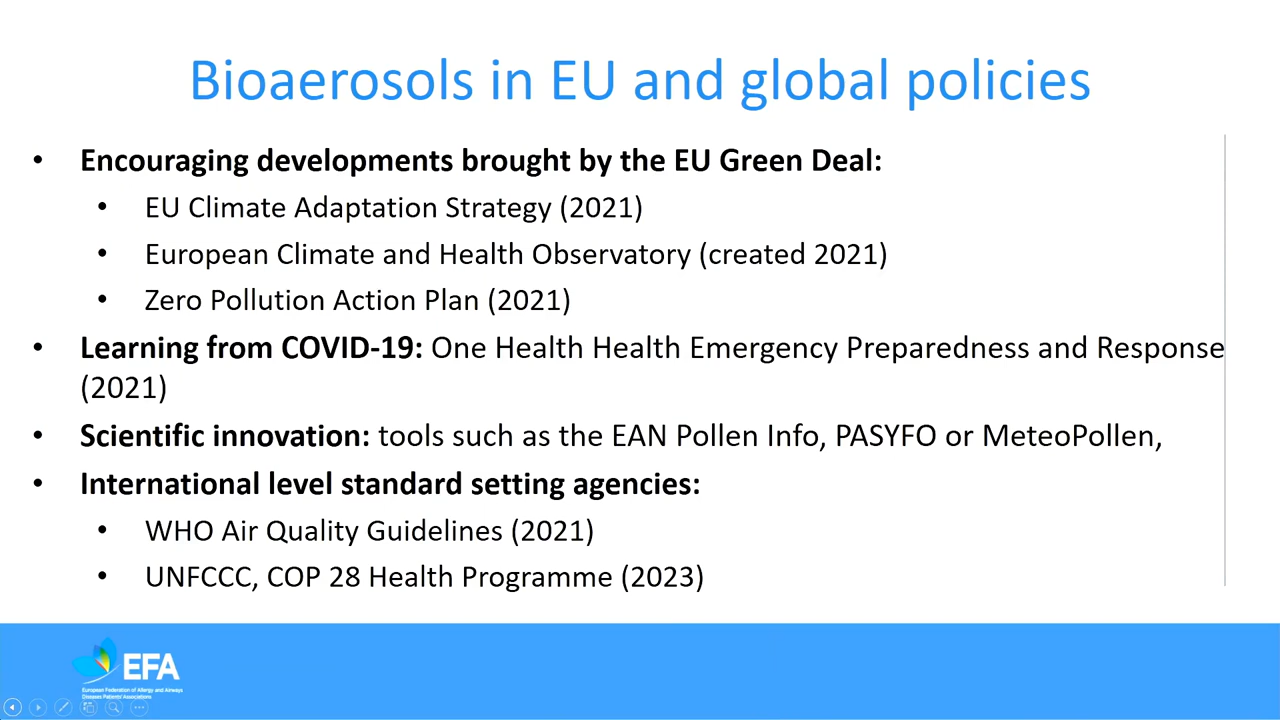 Bioaerosols in EU and global policies
• Encouraging developments brought by the EU Green Deal:
• EU Climate Adaptation Strategy (2021)
• European Climate and Health Observatory (created 2021)
• Zero Pollution Action Plan (2021)
• Learning from COVID-19: One Health Health Emergency Preparedness and Response
(2021)
• Scientific innovation: tools such as the EAN Pollen Info, PASYFO or MeteoPollen,
• International level standard setting agencies:
• WHO Air Quality Guidelines (2021)
• UNFCCC, COP 28 Health Programme (2023)
EFA
European Federation of Allergy and Airways
Diseases Patients' Associations